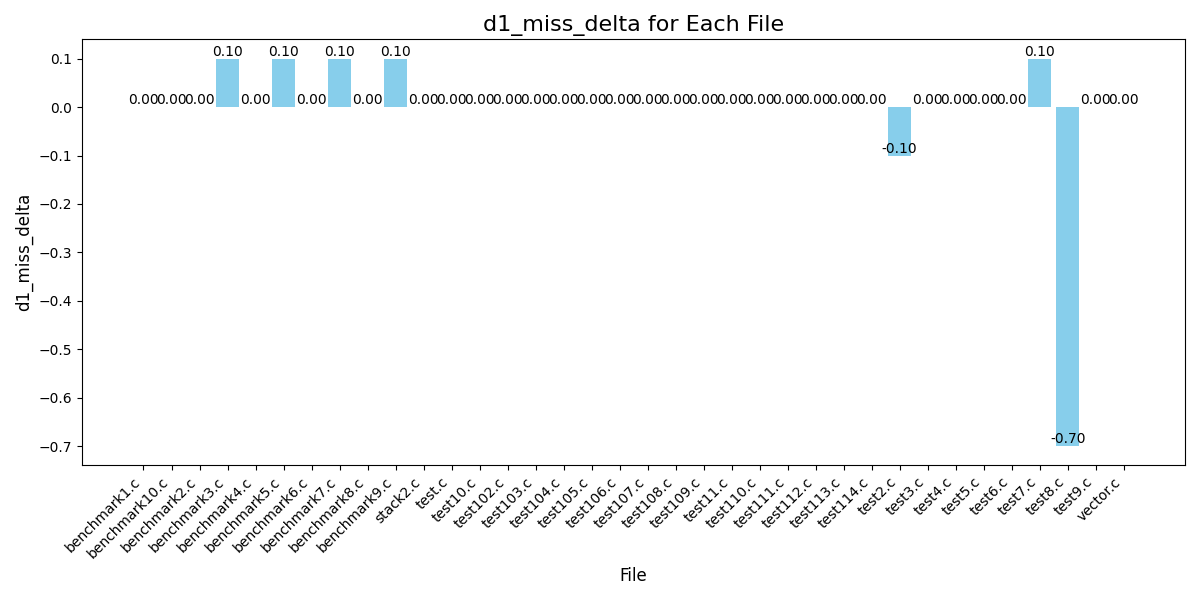 d1_miss_delta for Each File
0.10 0.10 0.10 0.10 0.10
0.1
0.00 0.00 0.00 0.00 0.00 0.00 0.00 0.00 0.00 0.00 0.00 0.00 0.00 0.00 0.00 0.00 0.00 0.00 0.00 0.00 0.00 0.00 0.00 0.00 0.00 0.00 0.00 0.00 0.00
0.0
-0.10
−0.1
−0.2
−0.3
−0.4
−0.5
−0.6
-0.70
−0.7
d1_miss_delta
benchmark1.c
benchmark10.c
benchmark2.c
benchmark3.c
benchmark4.c
benchmark5.c
benchmark6.c
benchmark7.c
benchmark8.c
benchmark9.c
stack2.c
test.c
test10.c
test102.c
test103.c
test104.c
test105.c
test106.c
test107.c
test108.c
test109.c
test11.c
test110.c
test111.c
test112.c
test113.c
test114.c
test2.c
test3.c
test4.c
test5.c
test6.c
test7.c
test8.c
test9.c
vector.c
File